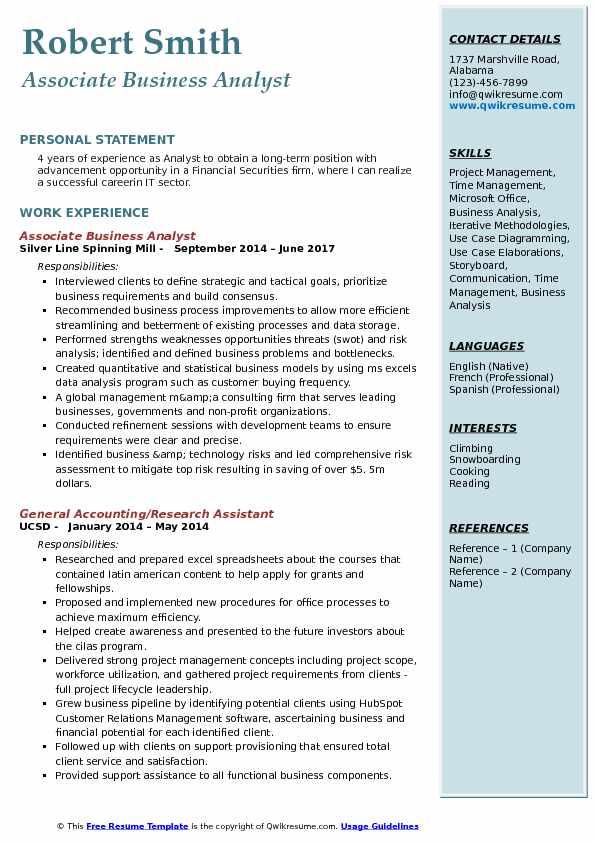 Robert Smith
Associate Business Analyst
PERSONAL STATEMENT
4 years of experience as Analyst to obtain a long-term position with
advancement opportunity in a Financial Securities firm, where I can realize
a successful careerin IT sector.
WORK EXPERIENCE
Associate Business Analyst
Silver Line Spinning Mill - September 2014 – June 2017
Responsibilities:
▪ Interviewed clients to define strategic and tactical goals, prioritize
business requirements and build consensus.
▪ Recommended business process improvements to allow more efficient
streamlining and betterment of existing processes and data storage.
▪ Performed strengths weaknesses opportunities threats (swot) and risk
analysis; identified and defined business problems and bottlenecks.
▪ Created quantitative and statistical business models by using ms excels
data analysis program such as customer buying frequency.
▪ A global management m&amp;a consulting firm that serves leading
businesses, governments and non-profit organizations.
▪ Conducted refinement sessions with development teams to ensure
requirements were clear and precise.
▪ Identified business &amp; technology risks and led comprehensive risk
assessment to mitigate top risk resulting in saving of over $5. 5m
dollars.
General Accounting/Research Assistant
UCSD - January 2014 – May 2014
Responsibilities:
▪ Researched and prepared excel spreadsheets about the courses that
contained latin american content to help apply for grants and
fellowships.
▪ Proposed and implemented new procedures for office processes to
achieve maximum efficiency.
▪ Helped create awareness and presented to the future investors about
the cilas program.
▪ Delivered strong project management concepts including project scope,
workforce utilization, and gathered project requirements from clients -
full project lifecycle leadership.
▪ Grew business pipeline by identifying potential clients using HubSpot
Customer Relations Management software, ascertaining business and
financial potential for each identified client.
▪ Followed up with clients on support provisioning that ensured total
client service and satisfaction.
▪ Provided support assistance to all functional business components.
CONTACT DETAILS
1737 Marshville Road,
Alabama
(123)-456-7899
info@qwikresume.com
www.qwikresume.com
SKILLS
Project Management,
Time Management,
Microsoft Office,
Business Analysis,
Iterative Methodologies,
Use Case Diagramming,
Use Case Elaborations,
Storyboard,
Communication, Time
Management, Business
Analysis
LANGUAGES
English (Native)
French (Professional)
Spanish (Professional)
INTERESTS
Climbing
Snowboarding
Cooking
Reading
REFERENCES
Reference – 1 (Company
Name)
Reference – 2 (Company
Name)
© This Free Resume Template is the copyright of Qwikresume.com. Usage Guidelines